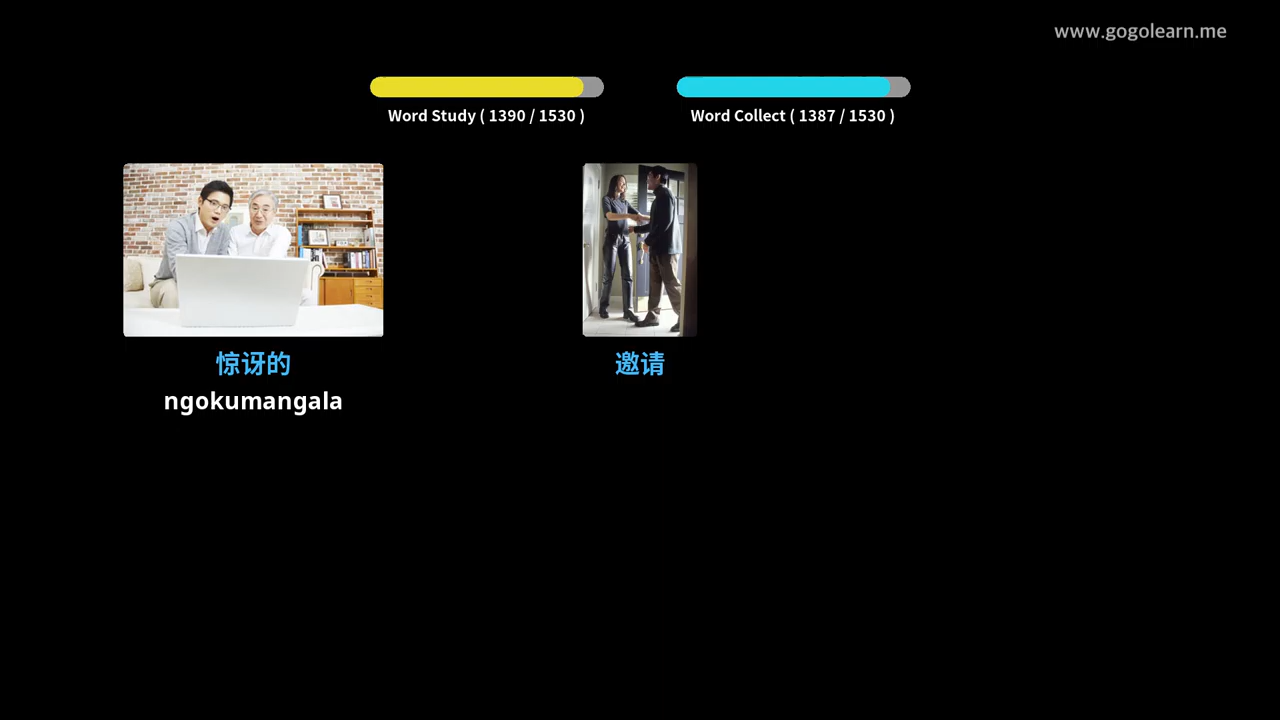 www.gogolearn.me
Word Study ( 1390 / 1530 )
Word Collect ( 1387 / 1530 )
惊讶的
ngokumangala
邀请